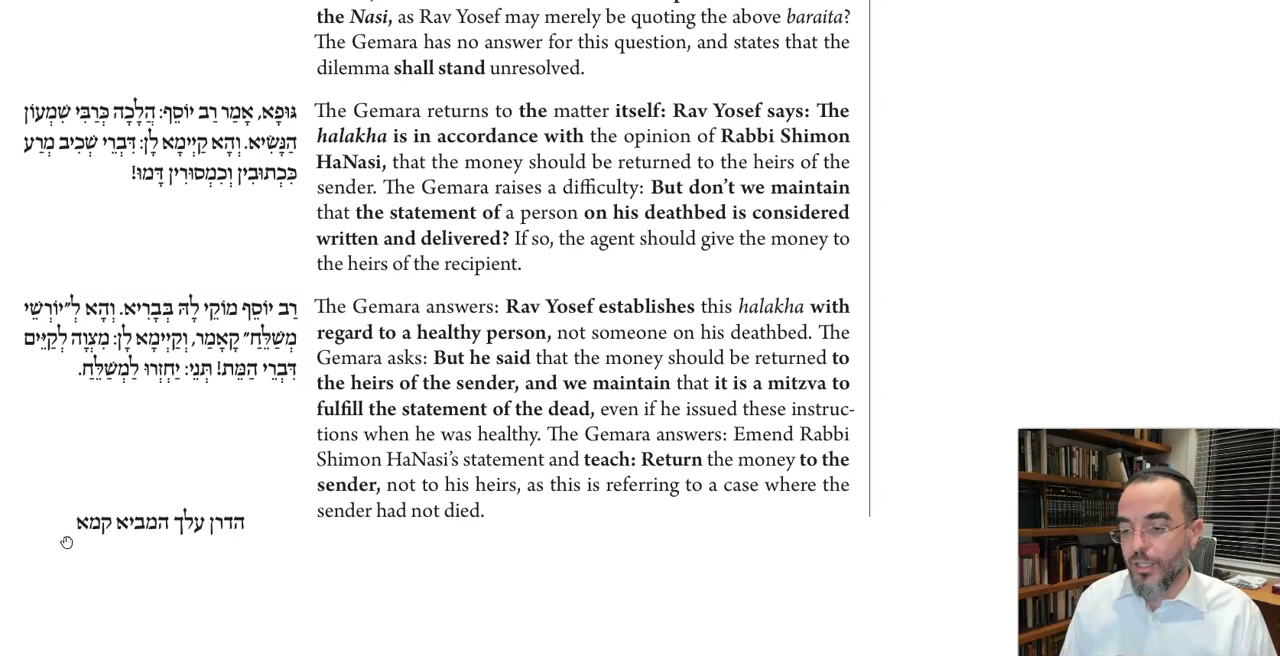 the Nasi, as Rav Yosef may merely be quoting the above baraita?
The Gemara has no answer for this question, and states that the
dilemma shall stand unresolved.
גּוּפָא, אָמַר רַב יוֹסֵף: הֲלָכָה כְּרַבִּי שִׁמְעוֹן
הַנָּשִׂיא. וְהָא קַיְימָא לַן: דִּבְרֵי שְׁכִיב מְרַע
כִּכְתוּבִין וְכִמְסוּרִין דָּמוּ!
The Gemara returns to the matter itself: Rav Yosef says: The
halakha is in accordance with the opinion of Rabbi Shimon
HaNasi, that the money should be returned to the heirs of the
sender. The Gemara raises a difficulty: But don't we maintain
that the statement of a person on his deathbed is considered
written and delivered? If so, the agent should give the money to
the heirs of the recipient.
רַב יוֹסֵף מוֹקֵי לַהּ בְּבָרִיא. וְהָא לְ״יוֹרְשֵׁי
מְשַׁלֵּחַ״ קָאָמַר, וְקַיְימָא לַן: מִצְוָה לְקַיֵּים
דִּבְרֵי הַמֵּת! תְּנֵי: יַחְזְרוּ לַמְשַׁלֵּחַ.
The Gemara answers: Rav Yosef establishes this halakha with
regard to a healthy person, not someone on his deathbed. The
Gemara asks: But he said that the money should be returned to
the heirs of the sender, and we maintain that it is a mitzva to
fulfill the statement of the dead, even if he issued these instruc-
tions when he was healthy. The Gemara answers: Emend Rabbi
Shimon HaNasi's statement and teach: Return the money to the
sender, not to his heirs, as this is referring to a case where the
sender had not died.
הדרן עלך המביא קמא